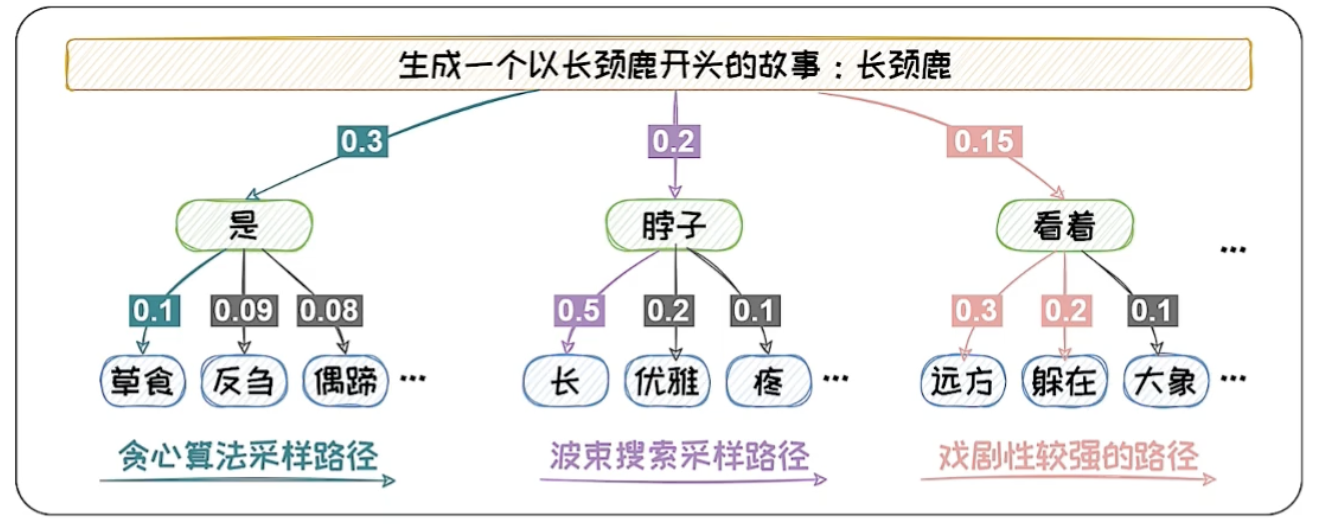 生成一个以长颈鹿开头的故事：长颈鹿
0.3 0.2 0.15
是 脖子 看着 ...
0.1 0.09 0.08 0.5 0.2 0.1 0.3 0.2 0.1
草食 反刍 偶蹄 ... 长 优雅 疼 ... 远方 躲在 大象 ...
贪心算法采样路径 波束搜索采样路径 戏剧性较强的路径